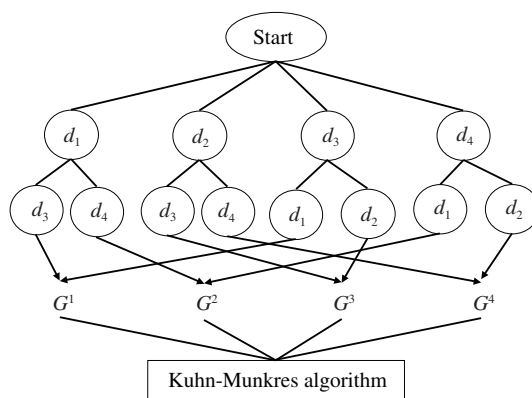 Start
d₁ d₂ d₃ d₄
d₃ d₄ d₃ d₄ d₁ d₂ d₁ d₂
G¹ G² G³ G⁴
Kuhn-Munkres algorithm